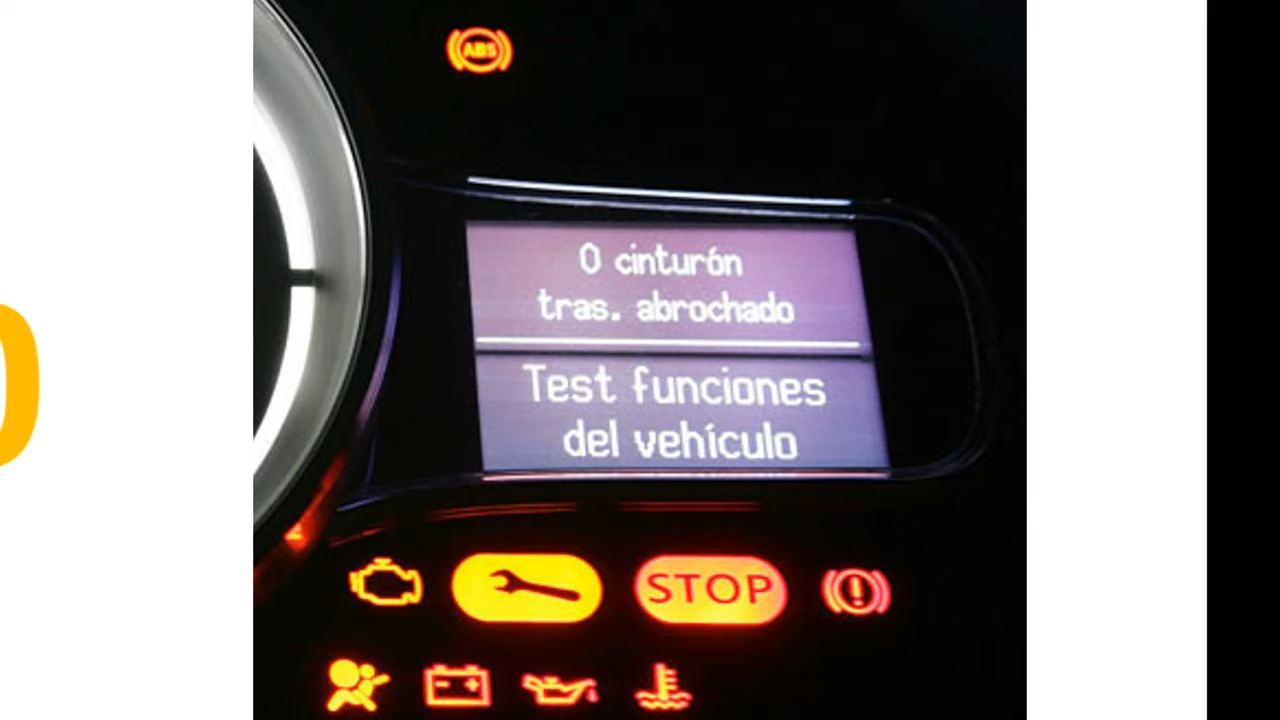 ABS
0 cinturón
tras. abrochado
Test funciones
del vehículo
STOP